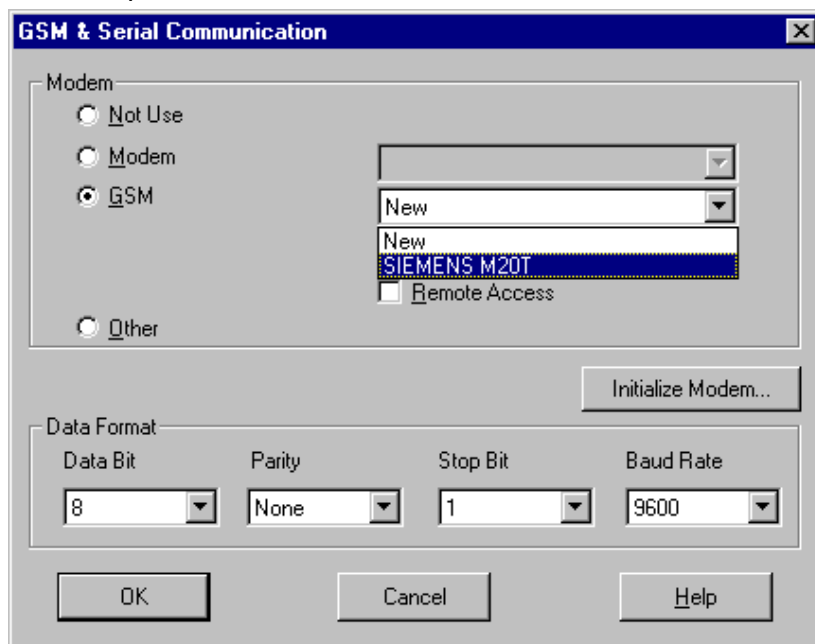 GSM & Serial Communication
Modem
Not Use
Modem
GSM
New
New
SIEMENS M20T
Remote Access
Other
Initialize Modem...
Data Format
Data Bit Parity Stop Bit Baud Rate
8 None 1 9600
OK Cancel Help